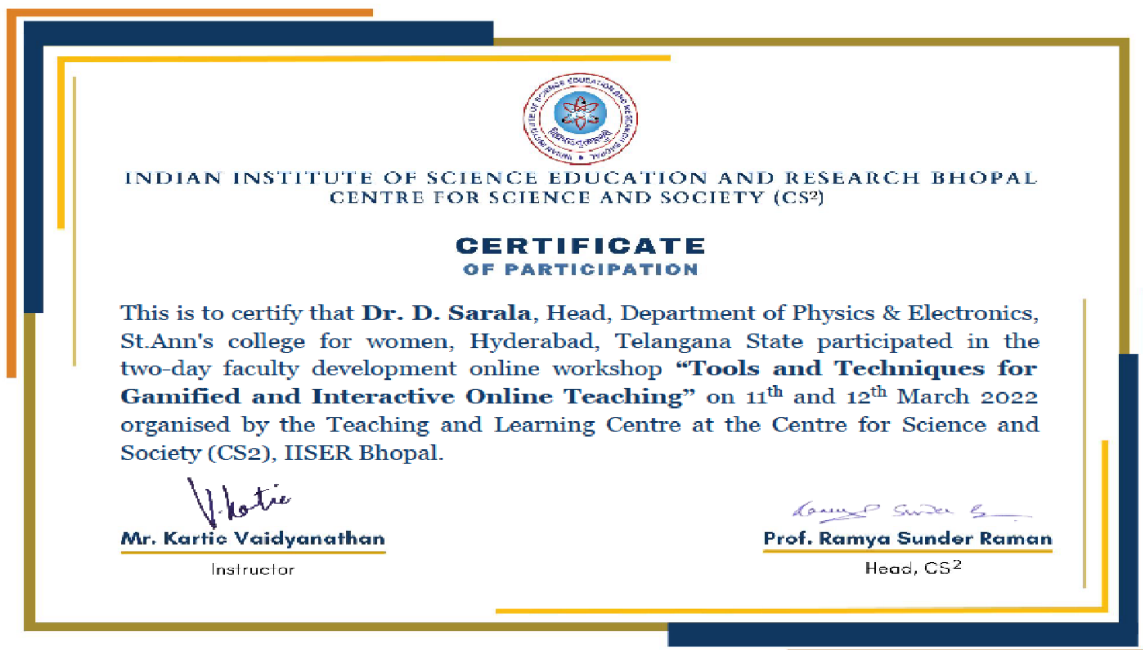 INDIAN INSTITUTE OF SCIENCE EDUCATION AND RESEARCH BHOPAL
CENTRE FOR SCIENCE AND SOCIETY (CS²)
CERTIFICATE
OF PARTICIPATION
This is to certify that Dr. D. Sarala, Head, Department of Physics & Electronics,
St.Ann's college for women, Hyderabad, Telangana State participated in the
two-day faculty development online workshop “Tools and Techniques for
Gamified and Interactive Online Teaching” on 11th and 12th March 2022
organised by the Teaching and Learning Centre at the Centre for Science and
Society (CS2), IISER Bhopal.
V. Kartic
Mr. Kartic Vaidyanathan
Instructor
Prof. Ramya Sunder Raman
Head, CS²